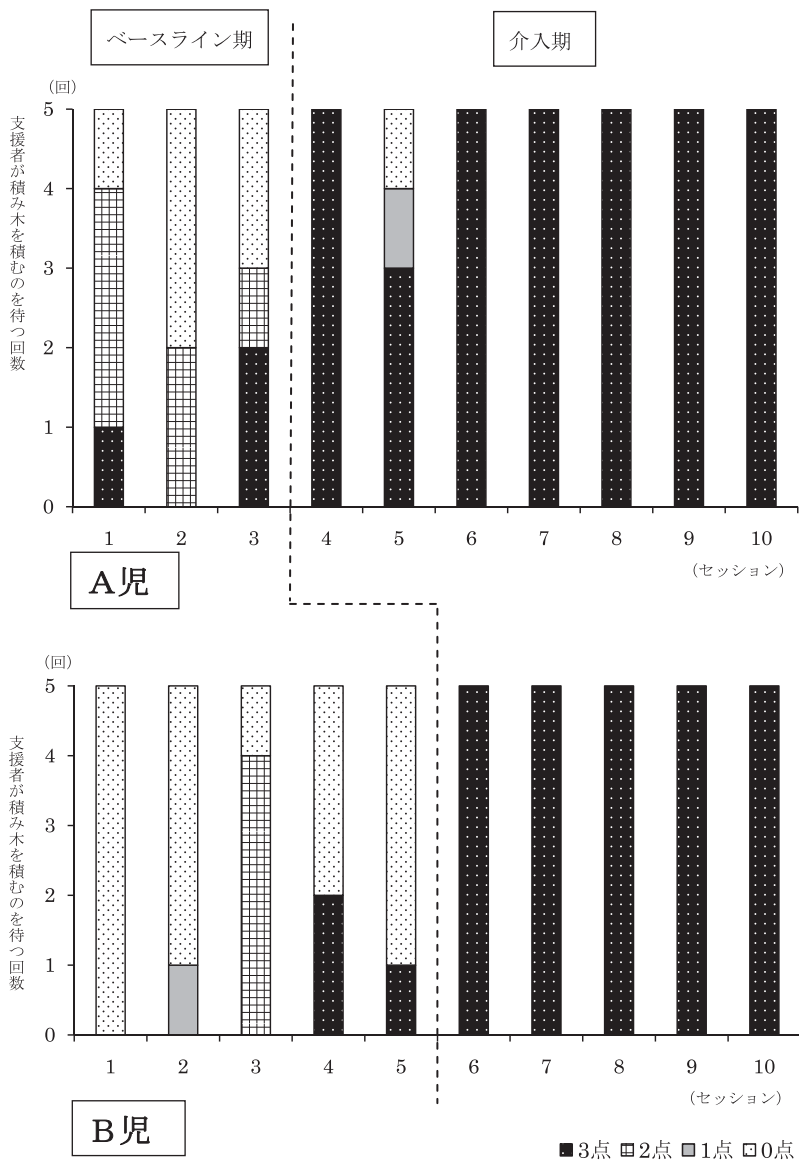 ベースライン期
介入期
(回)
支援者が積み木を積むのを待つ回数
5
4
3
2
1
0
1 2 3 4 5 6 7 8 9 10
(セッション)
A児
(回)
支援者が積み木を積むのを待つ回数
5
4
3
2
1
0
1 2 3 4 5 6 7 8 9 10
(セッション)
B児
3点 2点 1点 0点